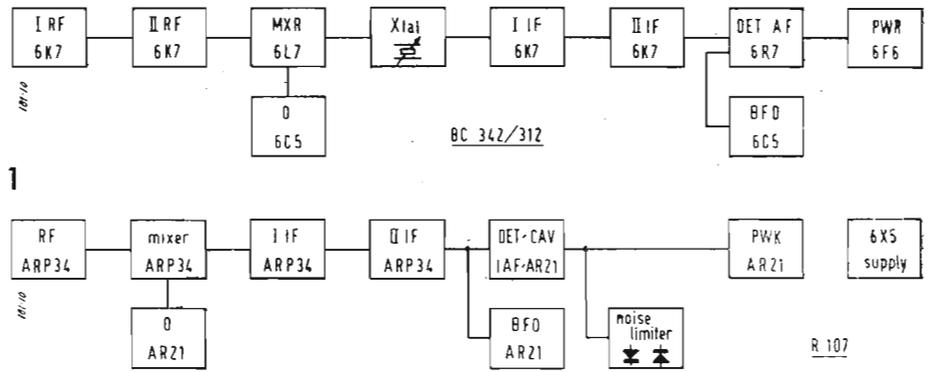 I RF
6K7
II RF
6K7
MXR
6L7
Xtal
I IF
6K7
II IF
6K7
DET AF
6R7
PWR
6F6
O
6C5
BFO
6C5
BC 342/312
1
RF
ARP34
mixer
ARP34
I IF
ARP34
II IF
ARP34
DET-CAV
1AF-AR21
PWR
AR21
6X5
supply
O
AR21
BFO
AR21
noise
limiter
R 107